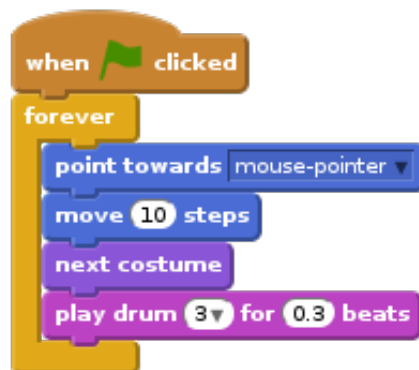 when clicked
forever
point towards mouse-pointer
move 10 steps
next costume
play drum 3 for 0.3 beats